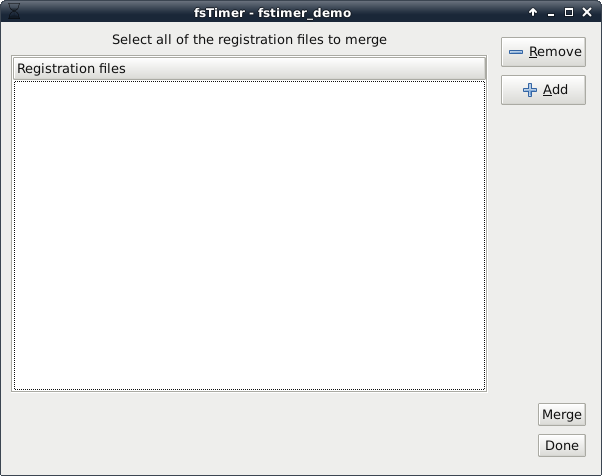 fsTimer - fstimer_demo
Select all of the registration files to merge
Registration files
Remove
Add
Merge
Done